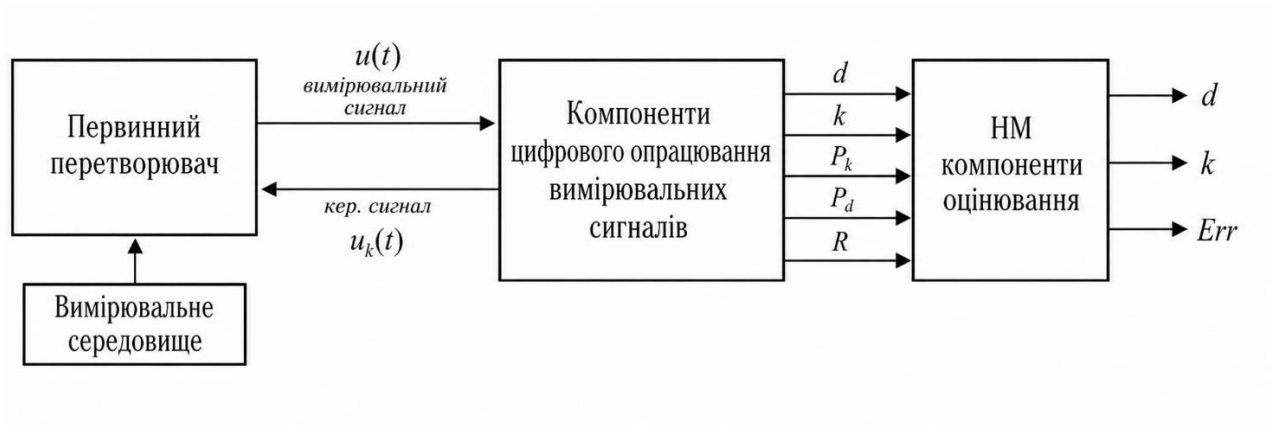 Первинний
перетворювач
u(t)
вимірювальний
сигнал
кер. сигнал
u_k(t)
Вимірювальне
середовище
Компоненти
цифрового опрацювання
вимірювальних
сигналів
d
k
P_k
P_d
R
НМ
компоненти
оцінювання
d
k
Err